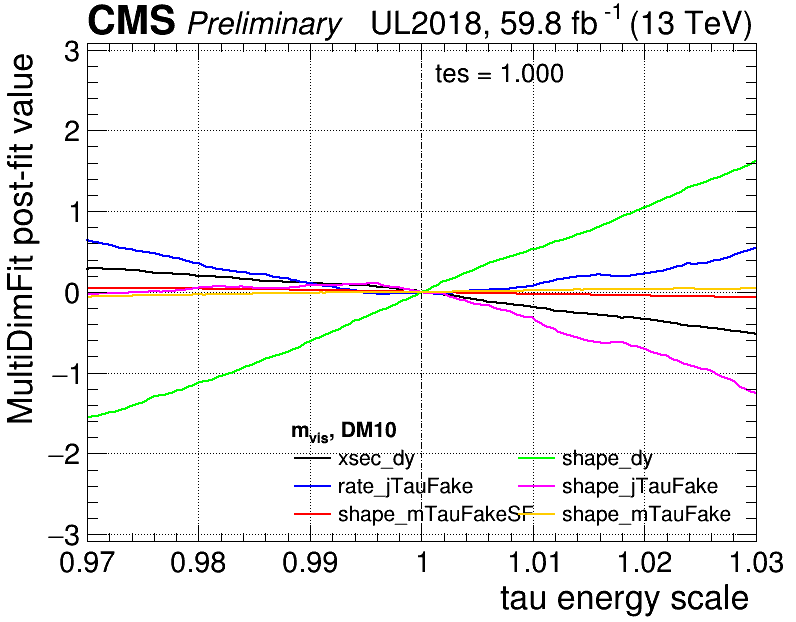 CMS Preliminary UL2018, 59.8 fb⁻¹ (13 TeV)
MultiDimFit post-fit value
tes = 1.000
3
2
1
0
−1
−2
−3
m_vis, DM10
xsec_dy
shape_dy
rate_jTauFake
shape_jTauFake
shape_mTauFakeSF
shape_mTauFake
0.97 0.98 0.99 1 1.01 1.02 1.03
tau energy scale